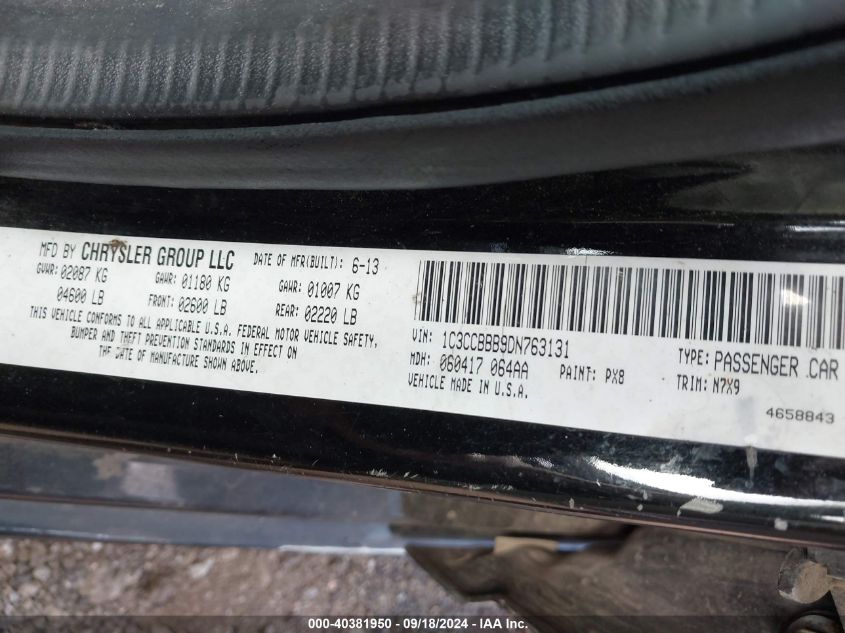 MFD BY CHRYSLER GROUP LLC DATE OF MFR(BUILT): 6-13
GVWR: 02087 KG GAWR: 01180 KG GAWR: 01007 KG
04600 LB FRONT: 02600 LB REAR: 02220 LB
THIS VEHICLE CONFORMS TO ALL APPLICABLE U.S.A. FEDERAL MOTOR VEHICLE SAFETY,
BUMPER AND THEFT PREVENTION STANDARDS IN EFFECT ON
THE DATE OF MANUFACTURE SHOWN ABOVE.
VIN: 1C3CCBBB9DN763131 TYPE: PASSENGER CAR
MDH: 060417 064AA PAINT: PX8 TRIM: N7X9
VEHICLE MADE IN U.S.A.
4658843
000-40381950 - 09/18/2024 - IAA Inc.